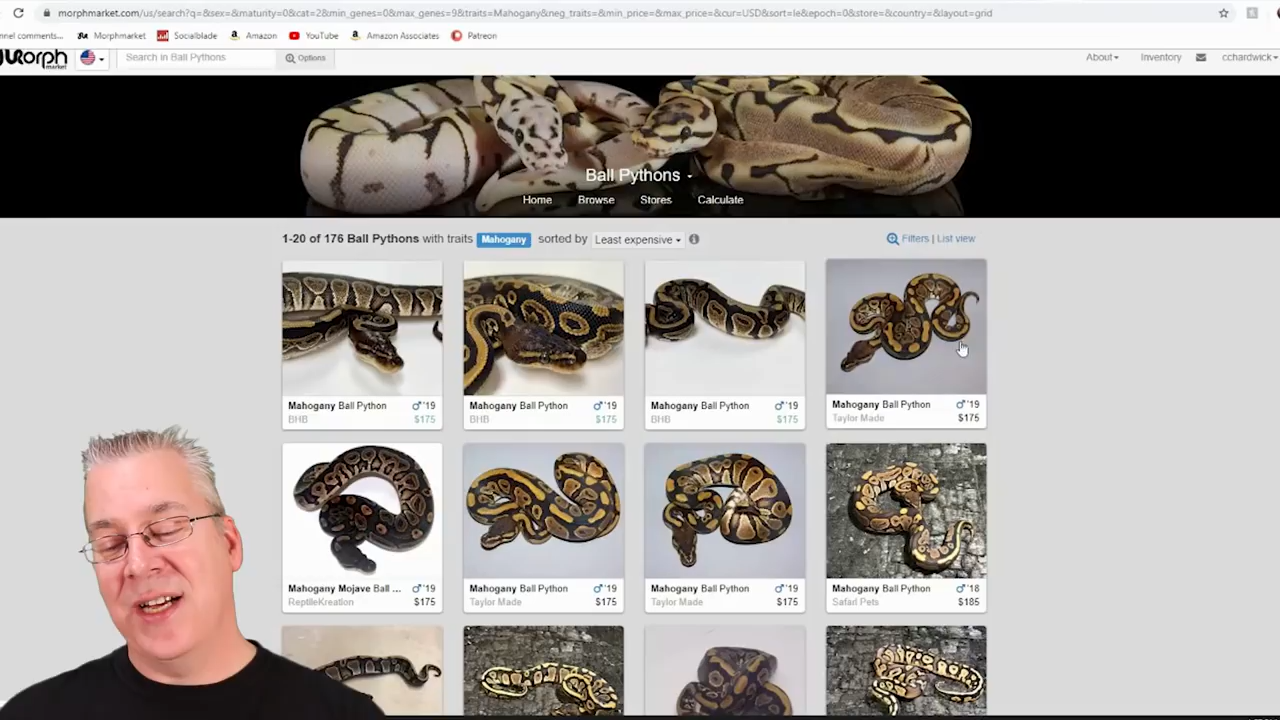 morphmarket.com/us/search?q=&sex=&maturity=0&cat=2&min_genes=0&max_genes=9&traits=Mahogany&neg_traits=&min_price=&max_price=&cur=USD&sort=le&epoch=0&store=&country=&layout=grid
nel comments... Morphmarket Socialblade Amazon YouTube Amazon Associates Patreon
Morph market Search in Ball Pythons Options About Inventory cchardwick
Ball Pythons
Home Browse Stores Calculate
1-20 of 176 Ball Pythons with traits Mahogany sorted by Least expensive Filters | List view
Mahogany Ball Python ♂'19 Mahogany Ball Python ♂'19 Mahogany Ball Python ♂'19 Mahogany Ball Python ♂'19
BHB $175 BHB $175 BHB $175 Taylor Made $175
Mahogany Mojave Ball ... ♂'19 Mahogany Ball Python ♂'19 Mahogany Ball Python ♂'19 Mahogany Ball Python ♂'18
ReptileKreation $175 Taylor Made $175 Taylor Made $175 Safari Pets $185